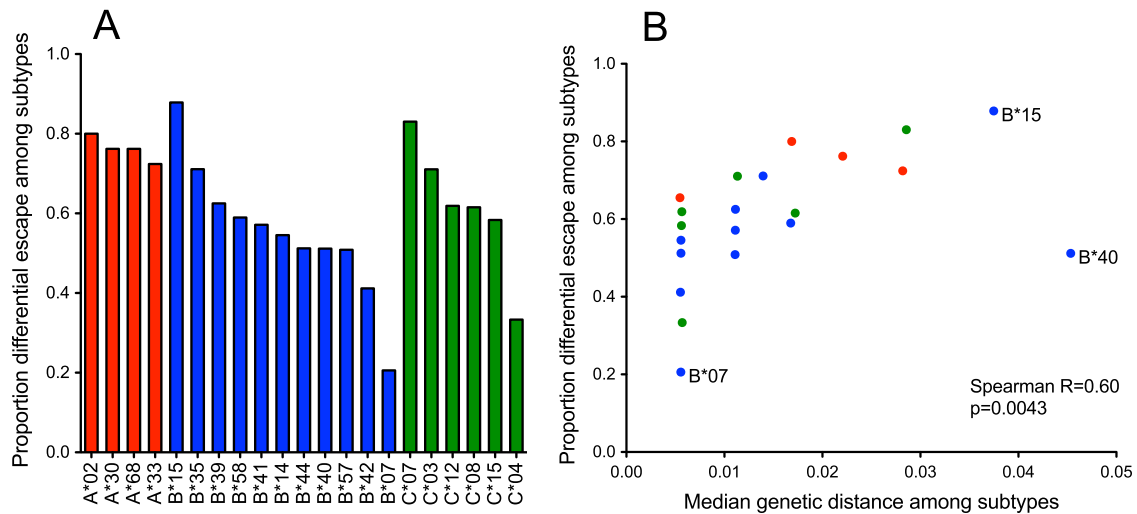 A
Proportion differential escape among subtypes
1.0
0.8
0.6
0.4
0.2
0.0
A*02
A*30
A*68
A*33
B*15
B*35
B*39
B*58
B*41
B*14
B*44
B*40
B*57
B*42
B*07
C*07
C*03
C*12
C*08
C*15
C*04
B
Proportion differential escape among subtypes
1.0
0.8
0.6
0.4
0.2
0.0
B*15
B*40
B*07
Spearman R=0.60
p=0.0043
0.00
0.01
0.02
0.03
0.04
0.05
Median genetic distance among subtypes